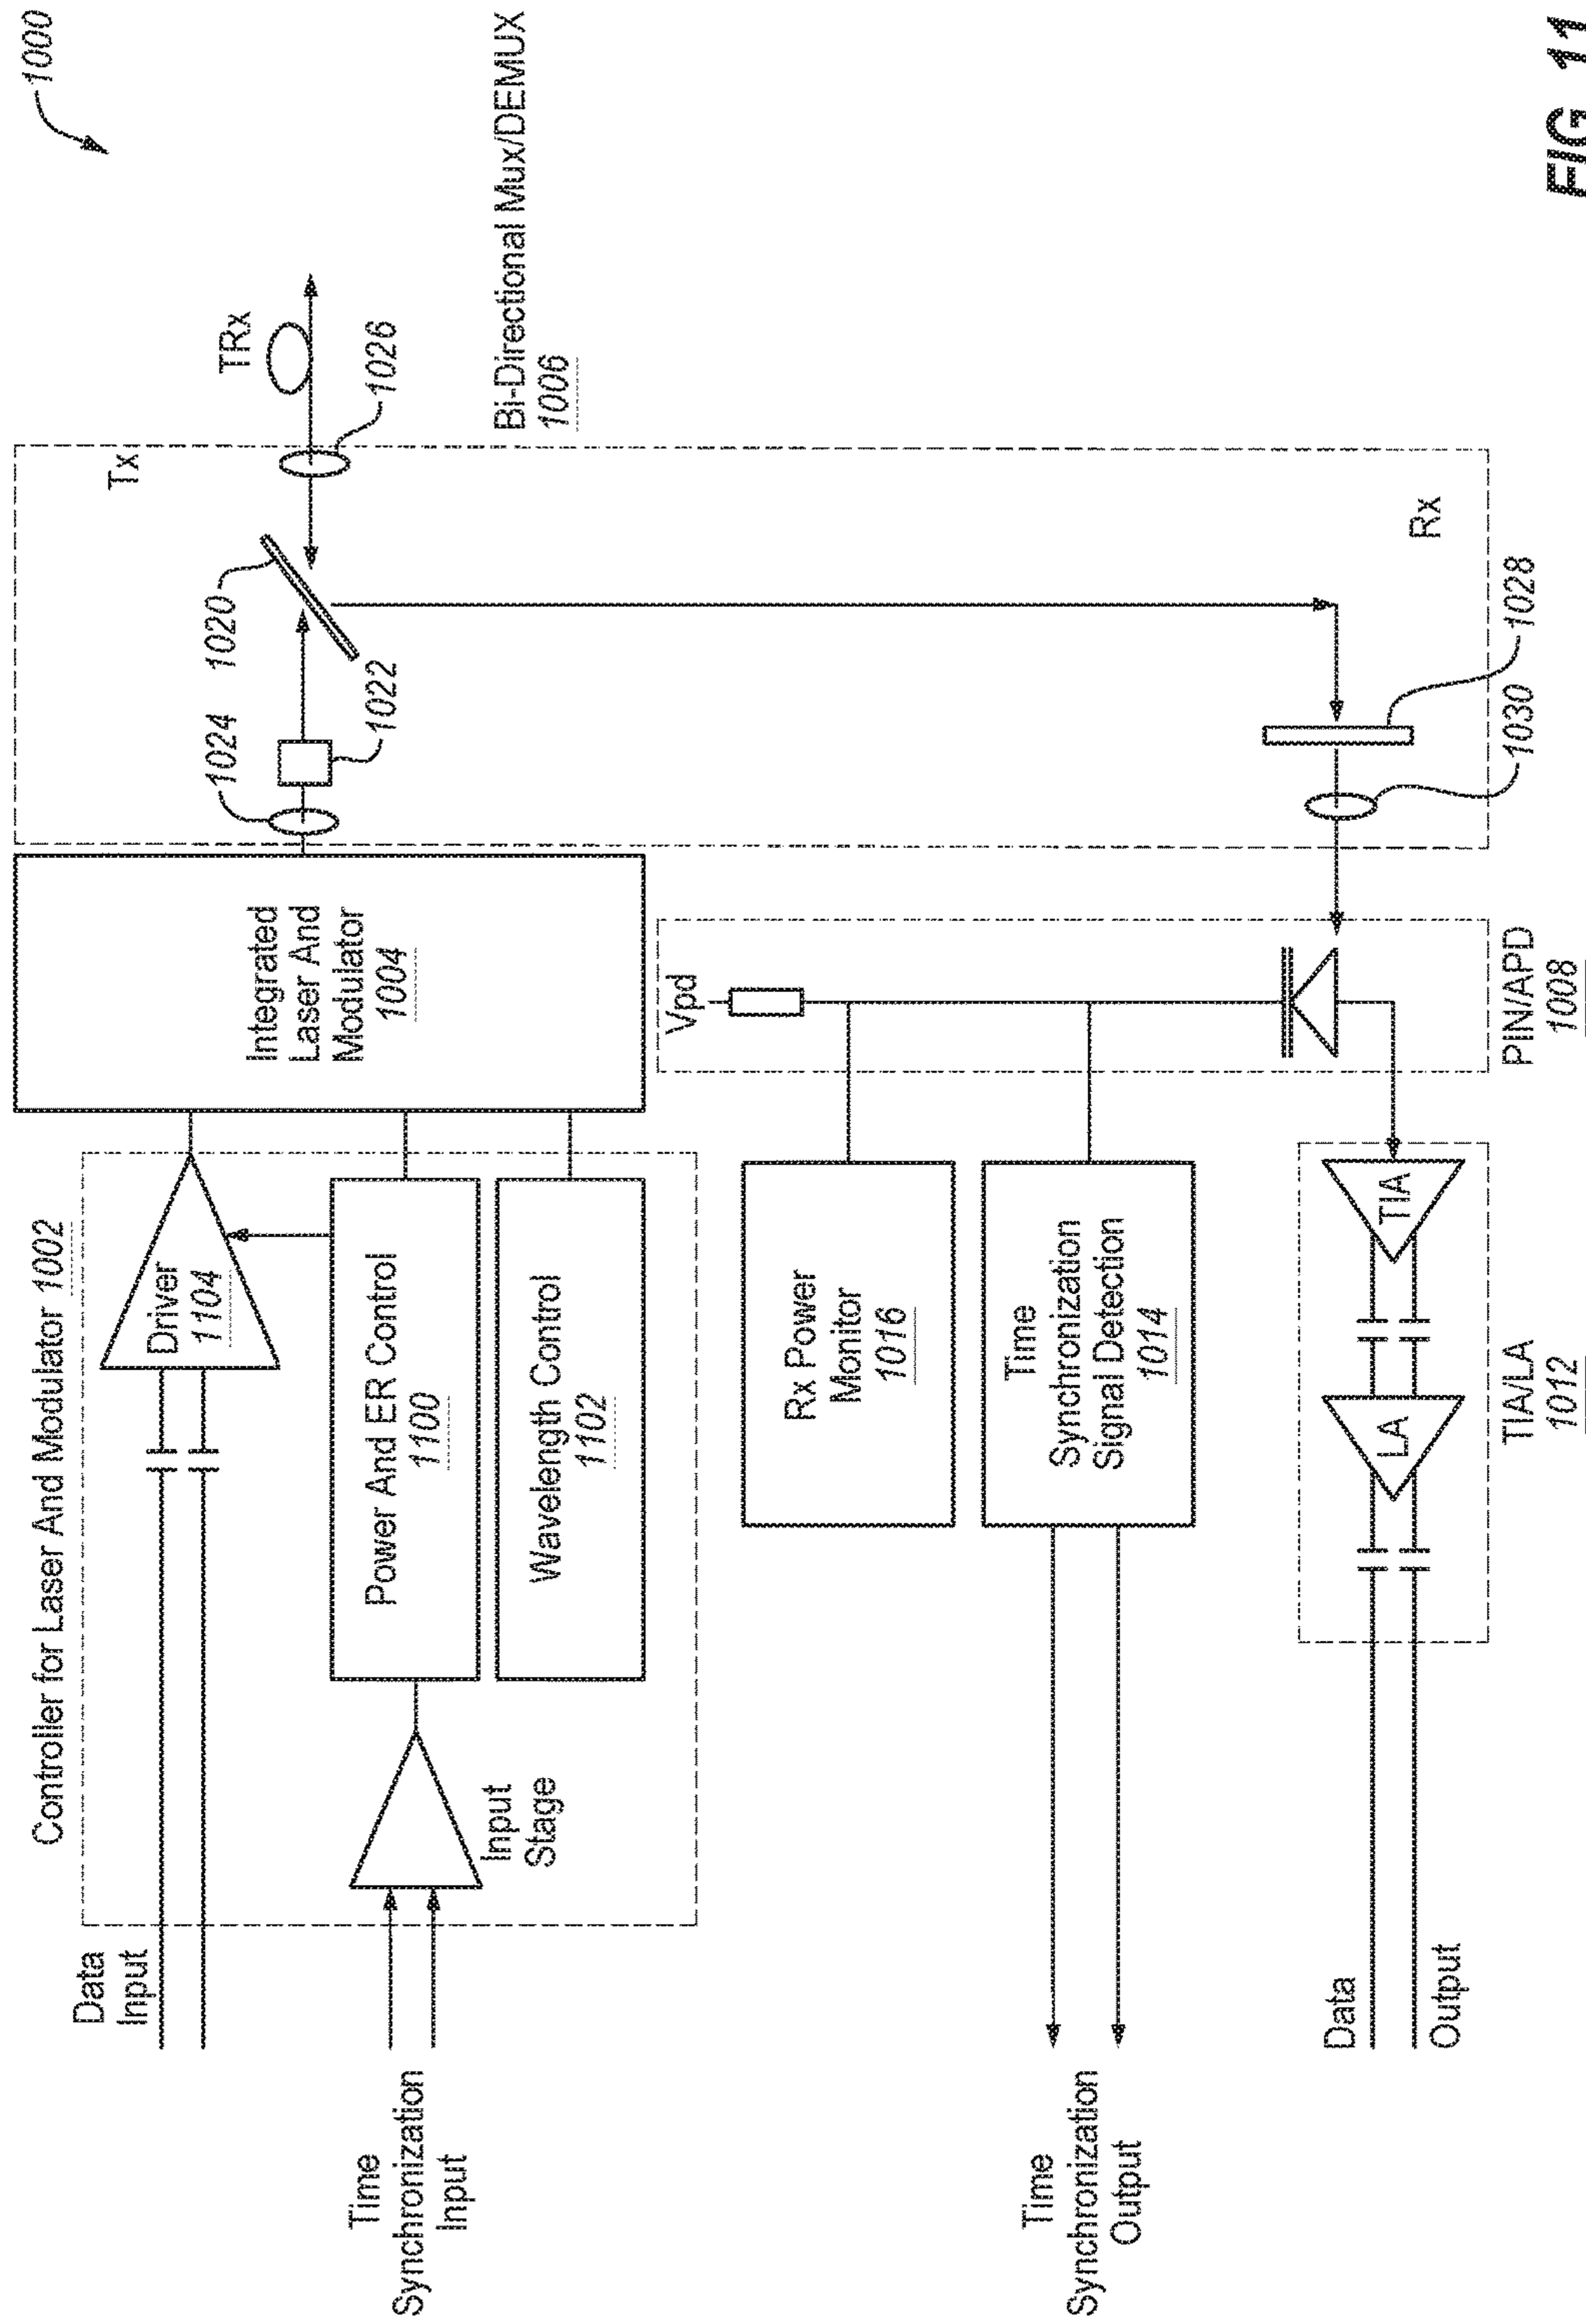 1000
Controller for Laser And Modulator 1002
Data
Input
Driver
1104
Integrated
Laser And
Modulator
1004
1024
1020
1022
Tx
TRx
1026
Time
Synchronization
Input
Input
Stage
Power And ER Control
1100
Wavelength Control
1102
Bi-Directional Mux/DEMUX
1006
Vpd
Rx Power
Monitor
1016
Time
Synchronization
Output
Time
Synchronization
Signal Detection
1014
Data
Output
LA
TIA
TIA/LA
1012
PIN/APD
1008
1030
1028
Rx
FIG. 11